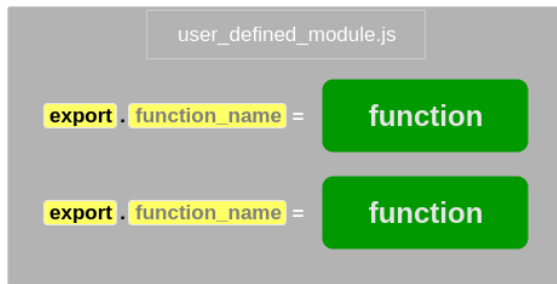 user_defined_module.js
export . function_name = function
export . function_name = function